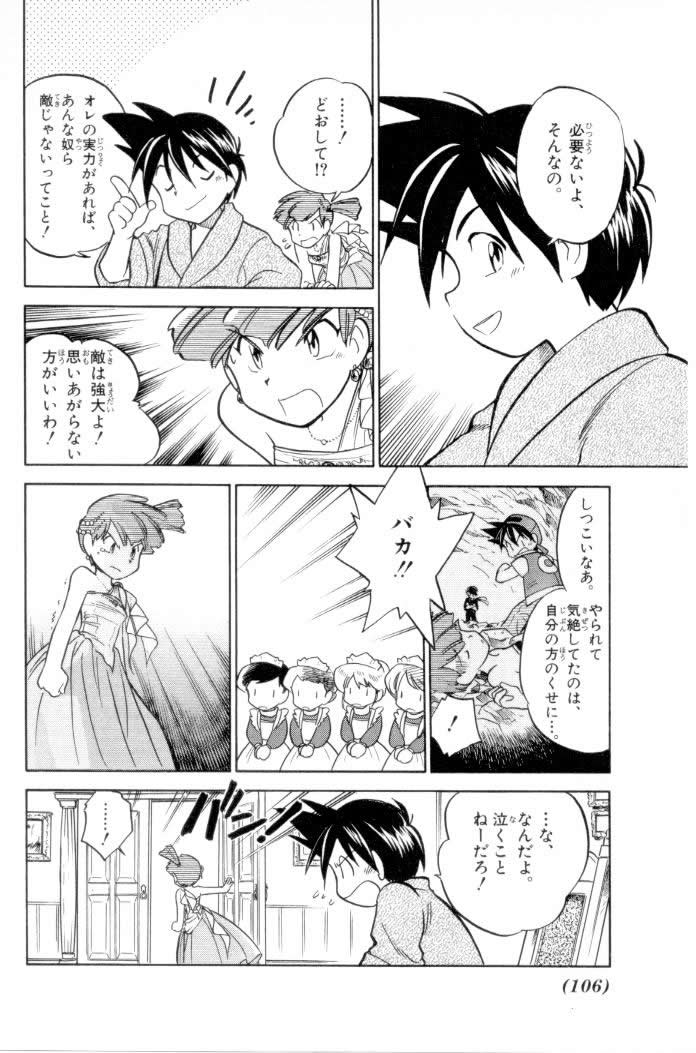 必要ないよ、
そんなの。
……！
どおして!?
オレの実力があれば、
あんな奴ら
敵じゃないってこと！
敵は強大よ！
思いあがらない
方がいいわ！
しつこいなあ。
やられて
気絶してたのは、
自分の方のくせに…。
！
バカ!!
…な、
なんだよ。
泣くこと
ねーだろ！
バン!!
……！
(106)